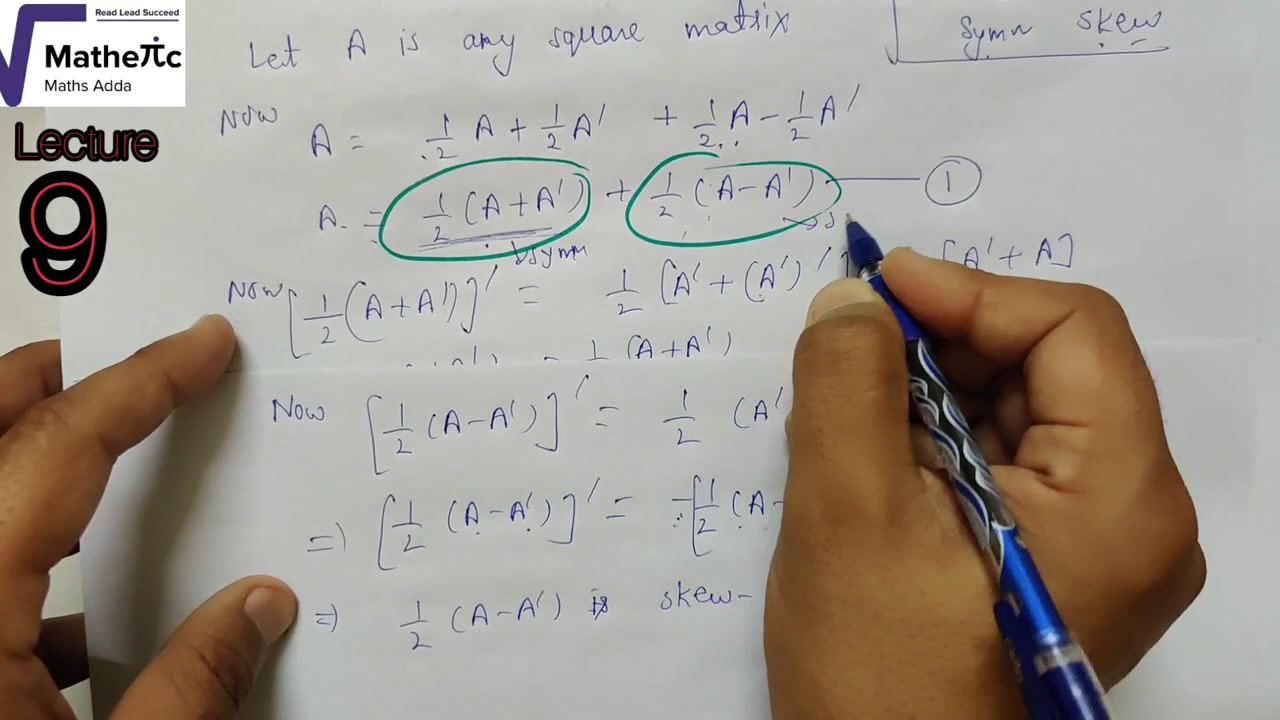 Read Lead Succeed
Matheπc
Maths Adda
Lecture
9
Let A is any square matrix
Symm skew
Now A = 1/2 A + 1/2 A' + 1/2 A - 1/2 A'
A = 1/2 (A + A') + 1/2 (A - A') ①
symm
Now [1/2 (A + A')]' = 1/2 [A' + (A')'] [A' + A]
= 1/2 (A + A')
Now [1/2 (A - A')]' = 1/2 (A'
=> [1/2 (A - A')]' = -[1/2 (A -
=> 1/2 (A - A') is skew-